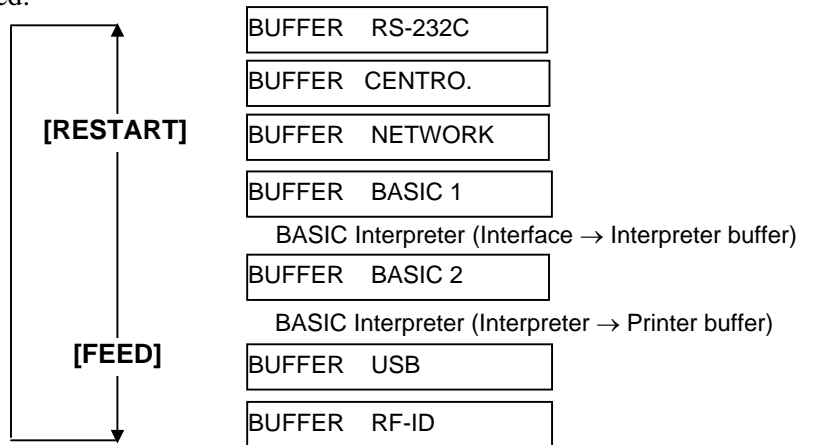 ed.
BUFFER RS-232C
BUFFER CENTRO.
[RESTART]
BUFFER NETWORK
BUFFER BASIC 1
BASIC Interpreter (Interface → Interpreter buffer)
BUFFER BASIC 2
BASIC Interpreter (Interpreter → Printer buffer)
[FEED]
BUFFER USB
BUFFER RF-ID